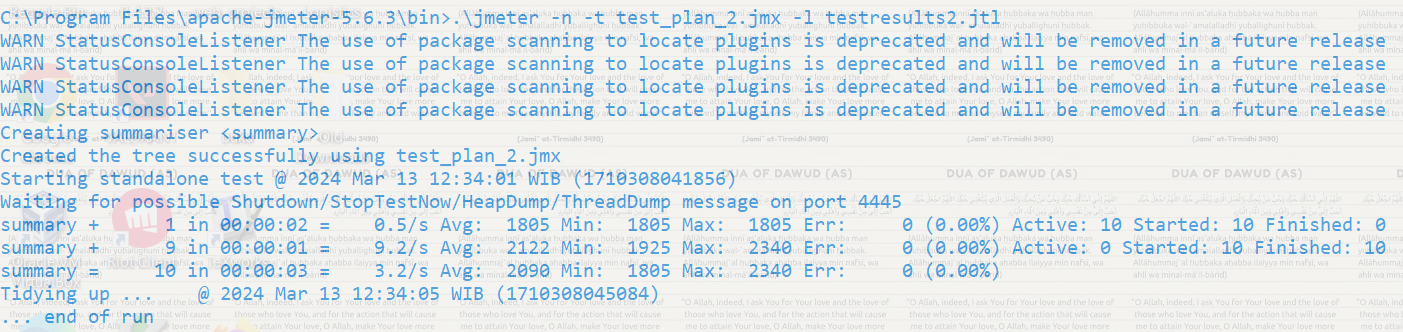 C:\Program Files\apache-jmeter-5.6.3\bin>.\jmeter -n -t test_plan_2.jmx -l testresults2.jtl
WARN StatusConsoleListener The use of package scanning to locate plugins is deprecated and will be removed in a future release
WARN StatusConsoleListener The use of package scanning to locate plugins is deprecated and will be removed in a future release
WARN StatusConsoleListener The use of package scanning to locate plugins is deprecated and will be removed in a future release
WARN StatusConsoleListener The use of package scanning to locate plugins is deprecated and will be removed in a future release
Creating summariser <summary>
Created the tree successfully using test_plan_2.jmx
Starting standalone test @ 2024 Mar 13 12:34:01 WIB (1710308041856)
Waiting for possible Shutdown/StopTestNow/HeapDump/ThreadDump message on port 4445
summary +      1 in 00:00:02 =    0.5/s Avg:  1805 Min:  1805 Max:  1805 Err:     0 (0.00%) Active: 10 Started: 10 Finished: 0
summary +      9 in 00:00:01 =    9.2/s Avg:  2122 Min:  1925 Max:  2340 Err:     0 (0.00%) Active: 0 Started: 10 Finished: 10
summary =     10 in 00:00:03 =    3.2/s Avg:  2090 Min:  1805 Max:  2340 Err:     0 (0.00%)
Tidying up ...    @ 2024 Mar 13 12:34:05 WIB (1710308045084)
... end of run
(Jami` at-Tirmidhi 3490)
DUA OF DAWUD (AS)